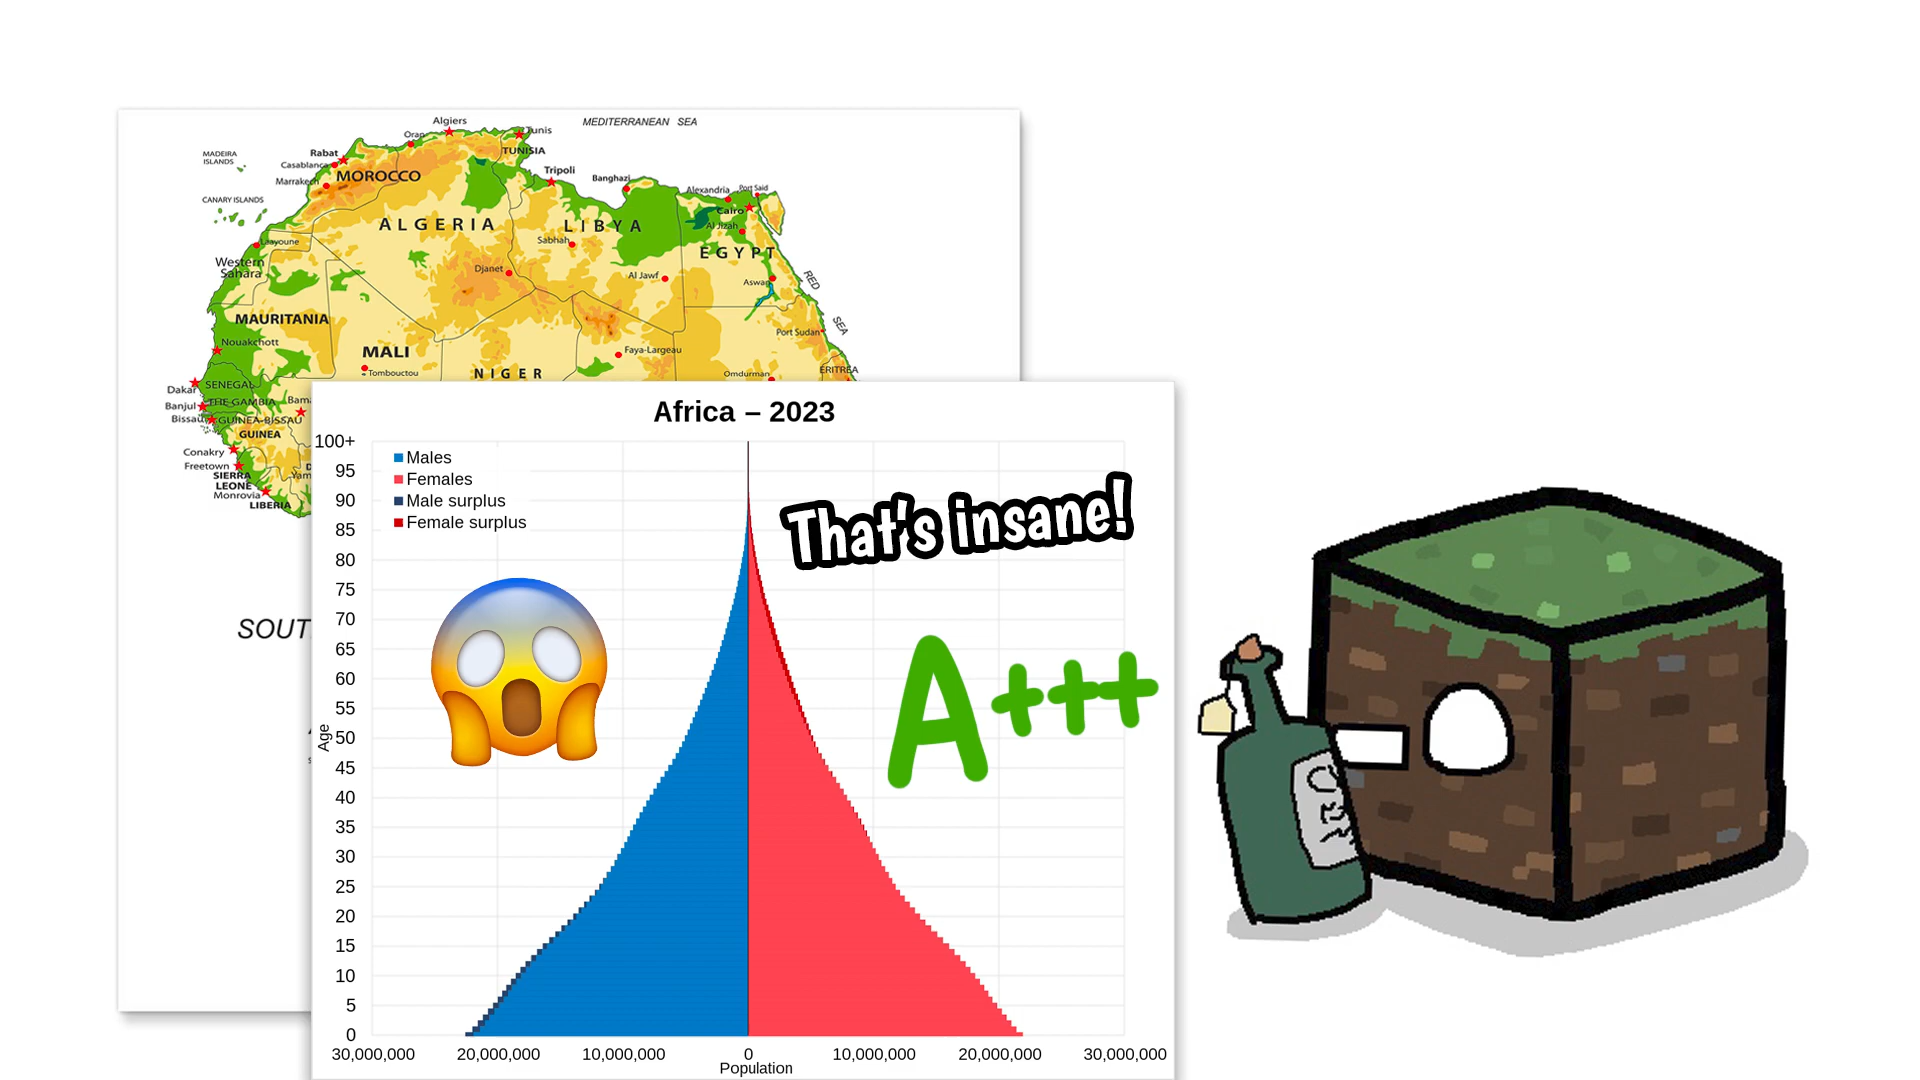 MEDITERRANEAN SEA
Algiers
Tunis
Oran
TUNISIA
MADEIRA
ISLANDS
Rabat
Casablanca
Marrakech
MOROCCO
Tripoli
Banghazi
Alexandria
Port Said
Cairo
Al Jizah
CANARY ISLANDS
ALGERIA
LIBYA
EGYPT
Laayoune
Sabhah
Western
Sahara
Djanet
Al Jawf
Aswan
RED
SEA
MAURITANIA
Port Sudan
Nouakchott
MALI
Faya-Largeau
Tombouctou
NIGER
Omdurman
ERITREA
Dakar
SENEGAL
Banjul
THE GAMBIA
Bama
Bissau
GUINEA-BISSAU
GUINEA
Conakry
Freetown
SIERRA
LEONE
Yam
Monrovia
LIBERIA
SOUT
Africa – 2023
Males
Females
Male surplus
Female surplus
That's insane!
A+++
100+
95
90
85
80
75
70
65
60
55
50
45
40
35
30
25
20
15
10
5
0
Age
30,000,000 20,000,000 10,000,000 0 10,000,000 20,000,000 30,000,000
Population